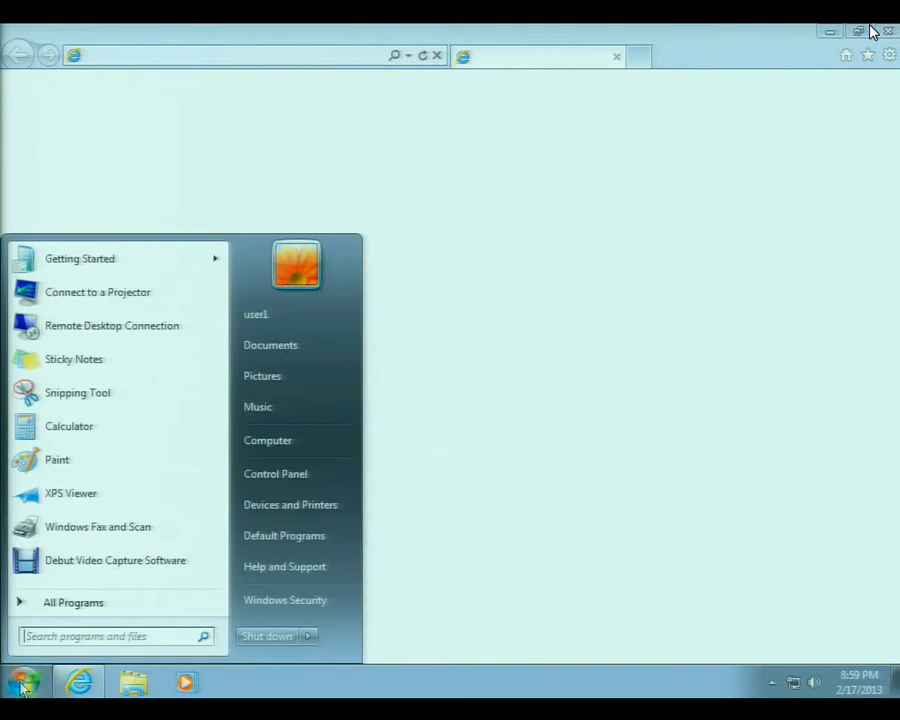 Getting Started
Connect to a Projector
Remote Desktop Connection
Sticky Notes
Snipping Tool
Calculator
Paint
XPS Viewer
Windows Fax and Scan
Debut Video Capture Software
All Programs
Search programs and files
user1
Documents
Pictures
Music
Computer
Control Panel
Devices and Printers
Default Programs
Help and Support
Windows Security
Shut down
8:59 PM
2/17/2013